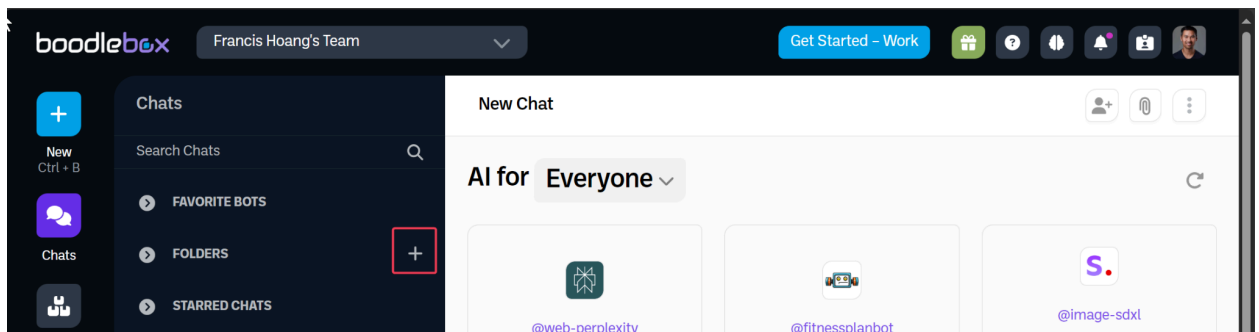 boodlebox
Francis Hoang's Team
Get Started – Work
New
Ctrl + B
Chats
Chats
Search Chats
FAVORITE BOTS
FOLDERS
STARRED CHATS
New Chat
AI for Everyone
@web-perplexity
@fitnessplanbot
S.
@image-sdxl